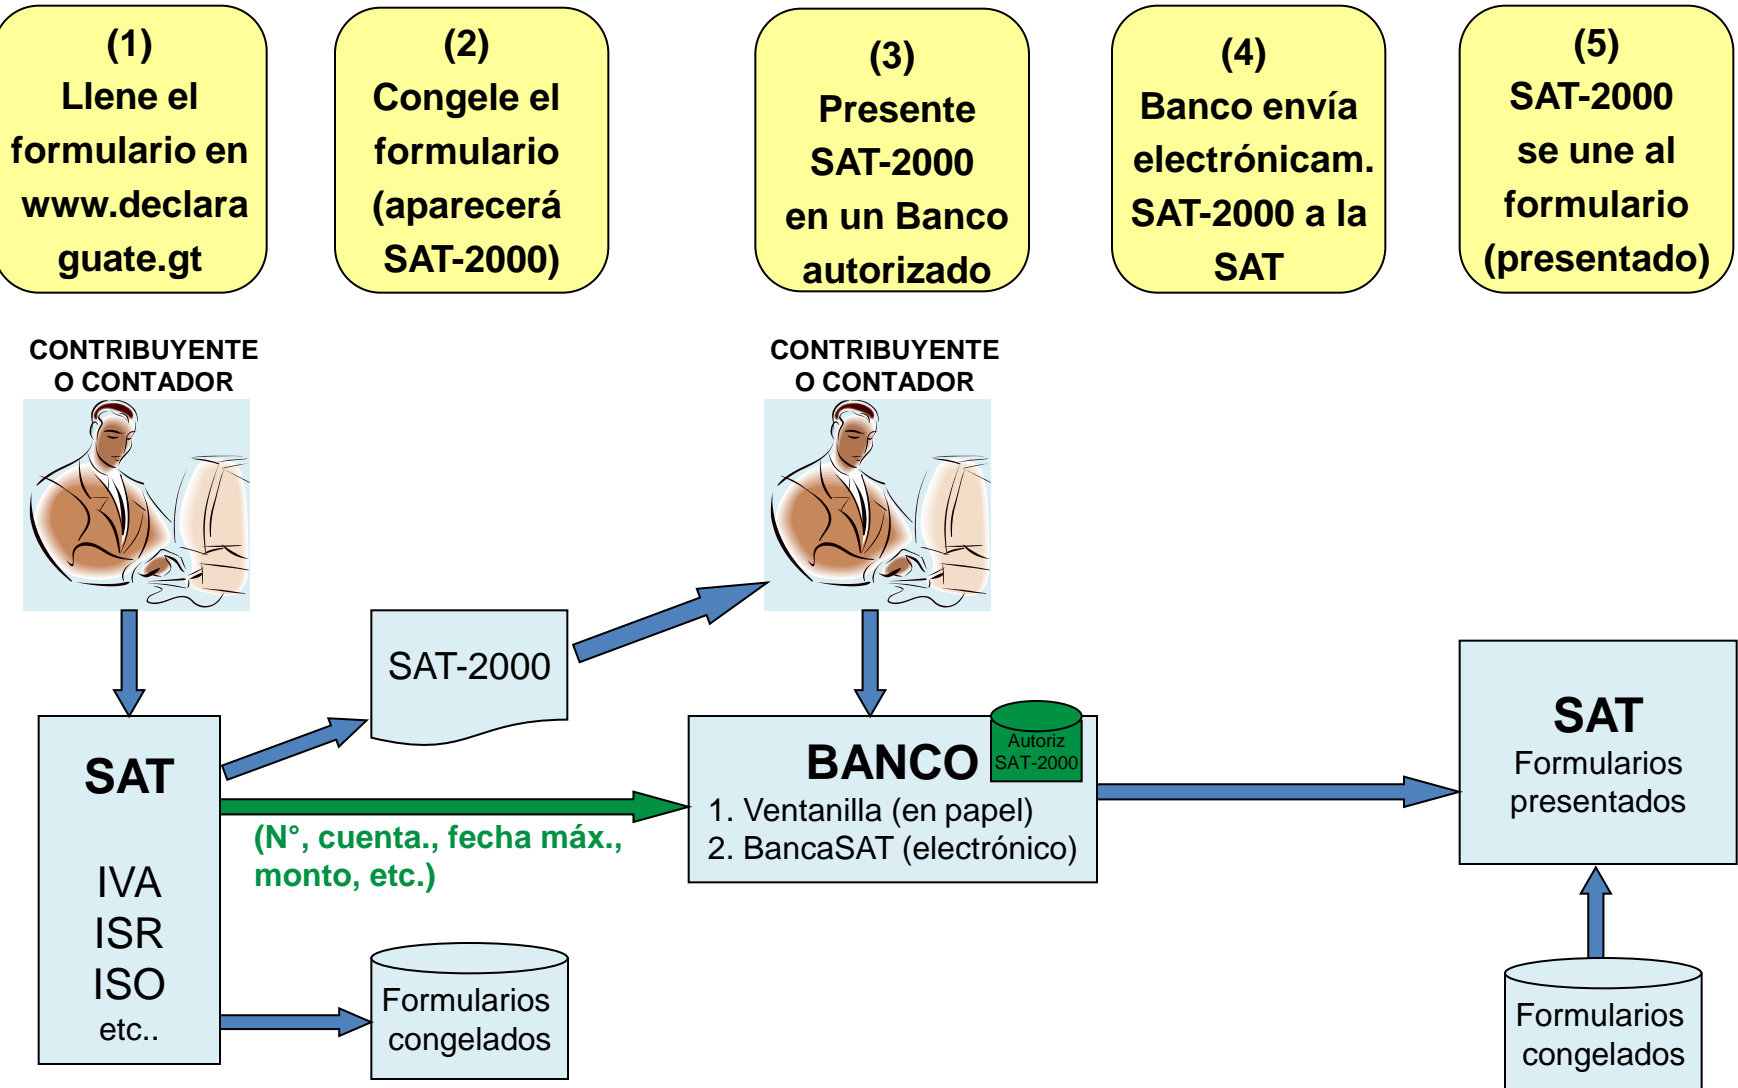 (1)
Llene el
formulario en
www.declara
guate.gt
(2)
Congele el
formulario
(aparecerá
SAT-2000)
(3)
Presente
SAT-2000
en un Banco
autorizado
(4)
Banco envía
electrónicam.
SAT-2000 a la
SAT
(5)
SAT-2000
se une al
formulario
(presentado)
CONTRIBUYENTE
O CONTADOR
CONTRIBUYENTE
O CONTADOR
SAT-2000
SAT
IVA
ISR
ISO
etc..
(N°, cuenta., fecha máx.,
monto, etc.)
Formularios
congelados
BANCO
1. Ventanilla (en papel)
2. BancaSAT (electrónico)
Autoriz
SAT-2000
SAT
Formularios
presentados
Formularios
congelados